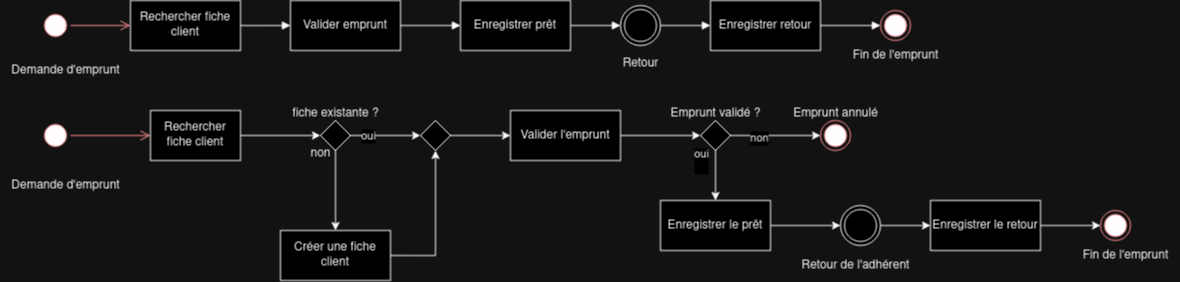 Rechercher fiche
client
Valider emprunt
Enregistrer prêt
Enregistrer retour
Demande d'emprunt
Retour
Fin de l'emprunt
fiche existante ?
Emprunt validé ?
Emprunt annulé
Rechercher
fiche client
oui
non
Valider l'emprunt
non
oui
Demande d'emprunt
Créer une fiche
client
Enregistrer le prêt
Enregistrer le retour
Retour de l'adhérent
Fin de l'emprunt